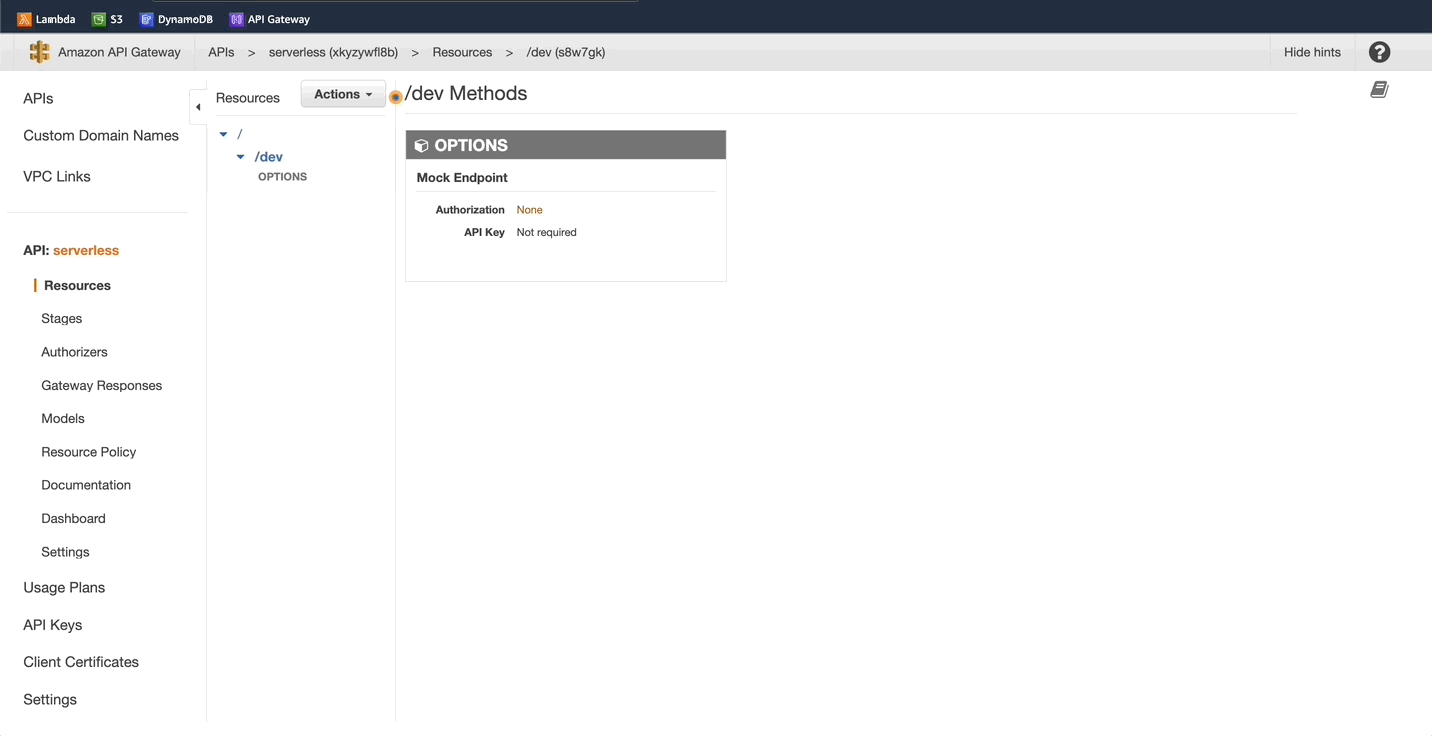 Lambda S3 DynamoDB API Gateway
Amazon API Gateway APIs > serverless (xkyzywfl8b) > Resources > /dev (s8w7gk) Hide hints ?
APIs
Custom Domain Names
VPC Links
API: serverless
Resources
Stages
Authorizers
Gateway Responses
Models
Resource Policy
Documentation
Dashboard
Settings
Usage Plans
API Keys
Client Certificates
Settings
Resources Actions
/
/dev
OPTIONS
/dev Methods
OPTIONS
Mock Endpoint
Authorization None
API Key Not required